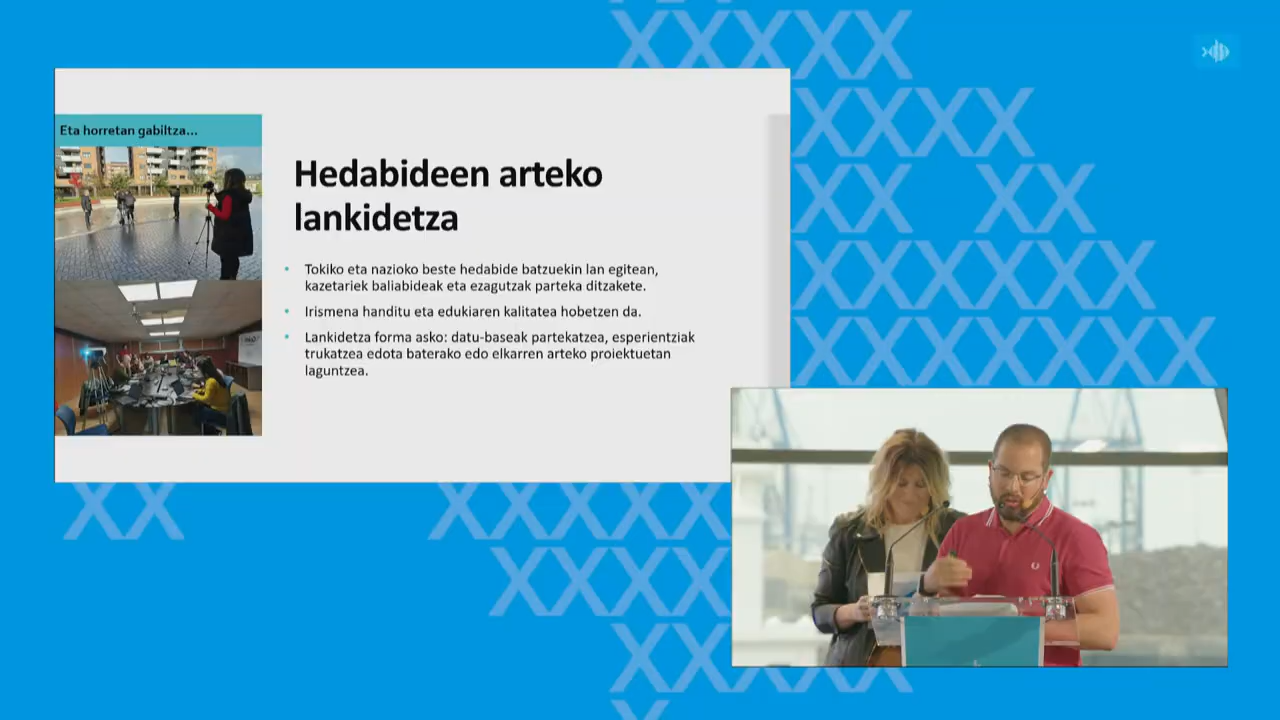 Eta horretan gabiltza...
Hedabideen arteko
lankidetza
Tokiko eta nazioko beste hedabide batzuekin lan egitean,
kazetariek baliabideak eta ezagutzak parteka ditzakete.
Irismena handitu eta edukiaren kalitatea hobetzen da.
Lankidetza forma asko: datu-baseak partekatzea, esperientziak
trukatzea edota baterako edo elkarren arteko proiektuetan
laguntzea.